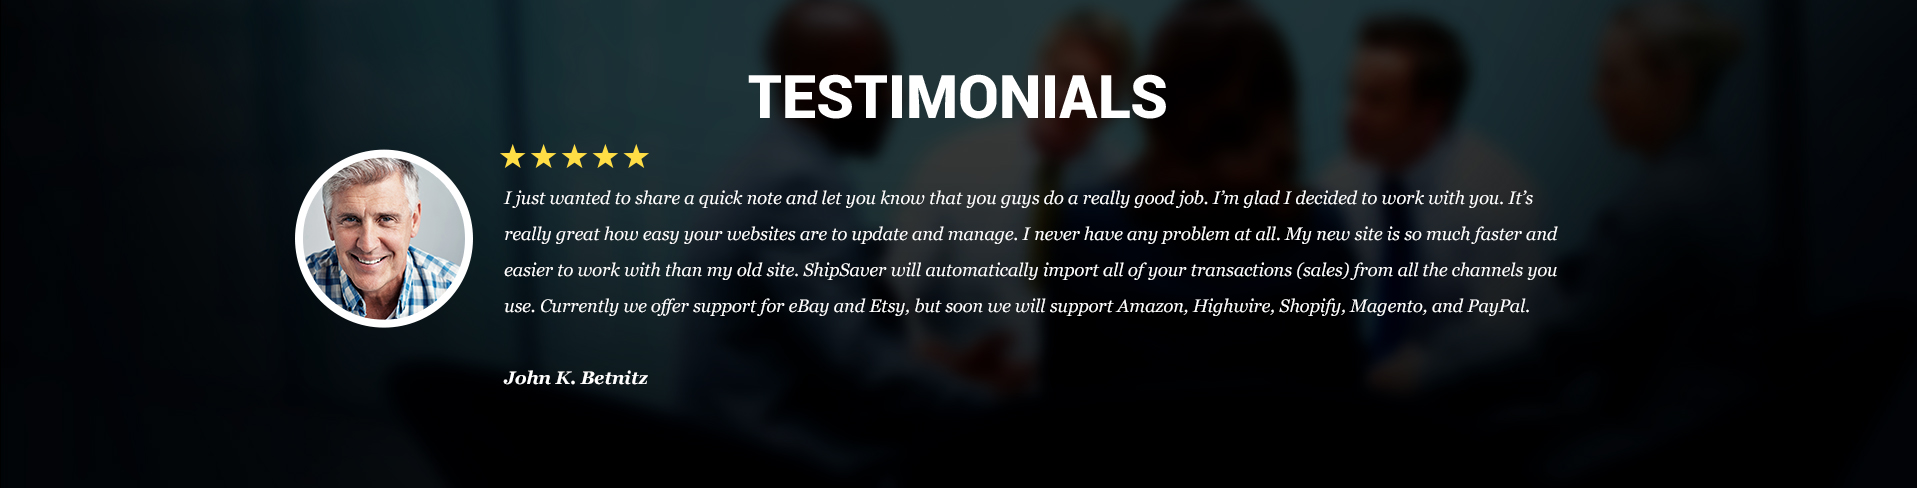 TESTIMONIALS
I just wanted to share a quick note and let you know that you guys do a really good job. I’m glad I decided to work with you. It’s
really great how easy your websites are to update and manage. I never have any problem at all. My new site is so much faster and
easier to work with than my old site. ShipSaver will automatically import all of your transactions (sales) from all the channels you
use. Currently we offer support for eBay and Etsy, but soon we will support Amazon, Highwire, Shopify, Magento, and PayPal.
John K. Betnitz